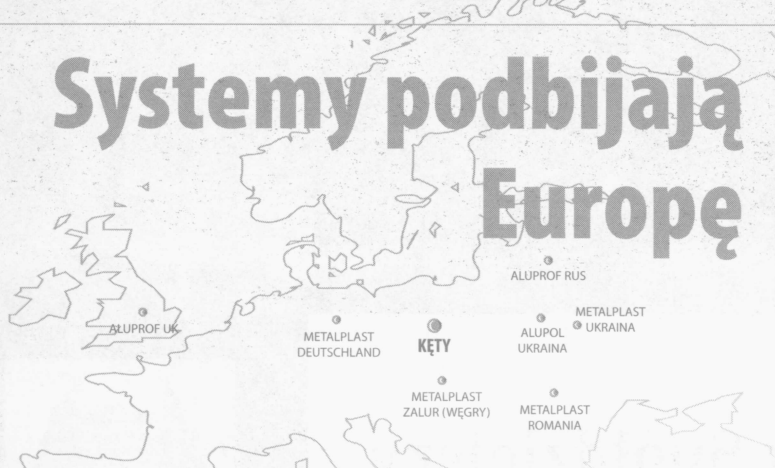 Systemy podbijają
Europę
ALUPROF RUS
ALUPROF UK
METALPLAST
DEUTSCHLAND
KĘTY
ALUPOL
UKRAINA
METALPLAST
UKRAINA
METALPLAST
ZALUR (WĘGRY)
METALPLAST
ROMANIA